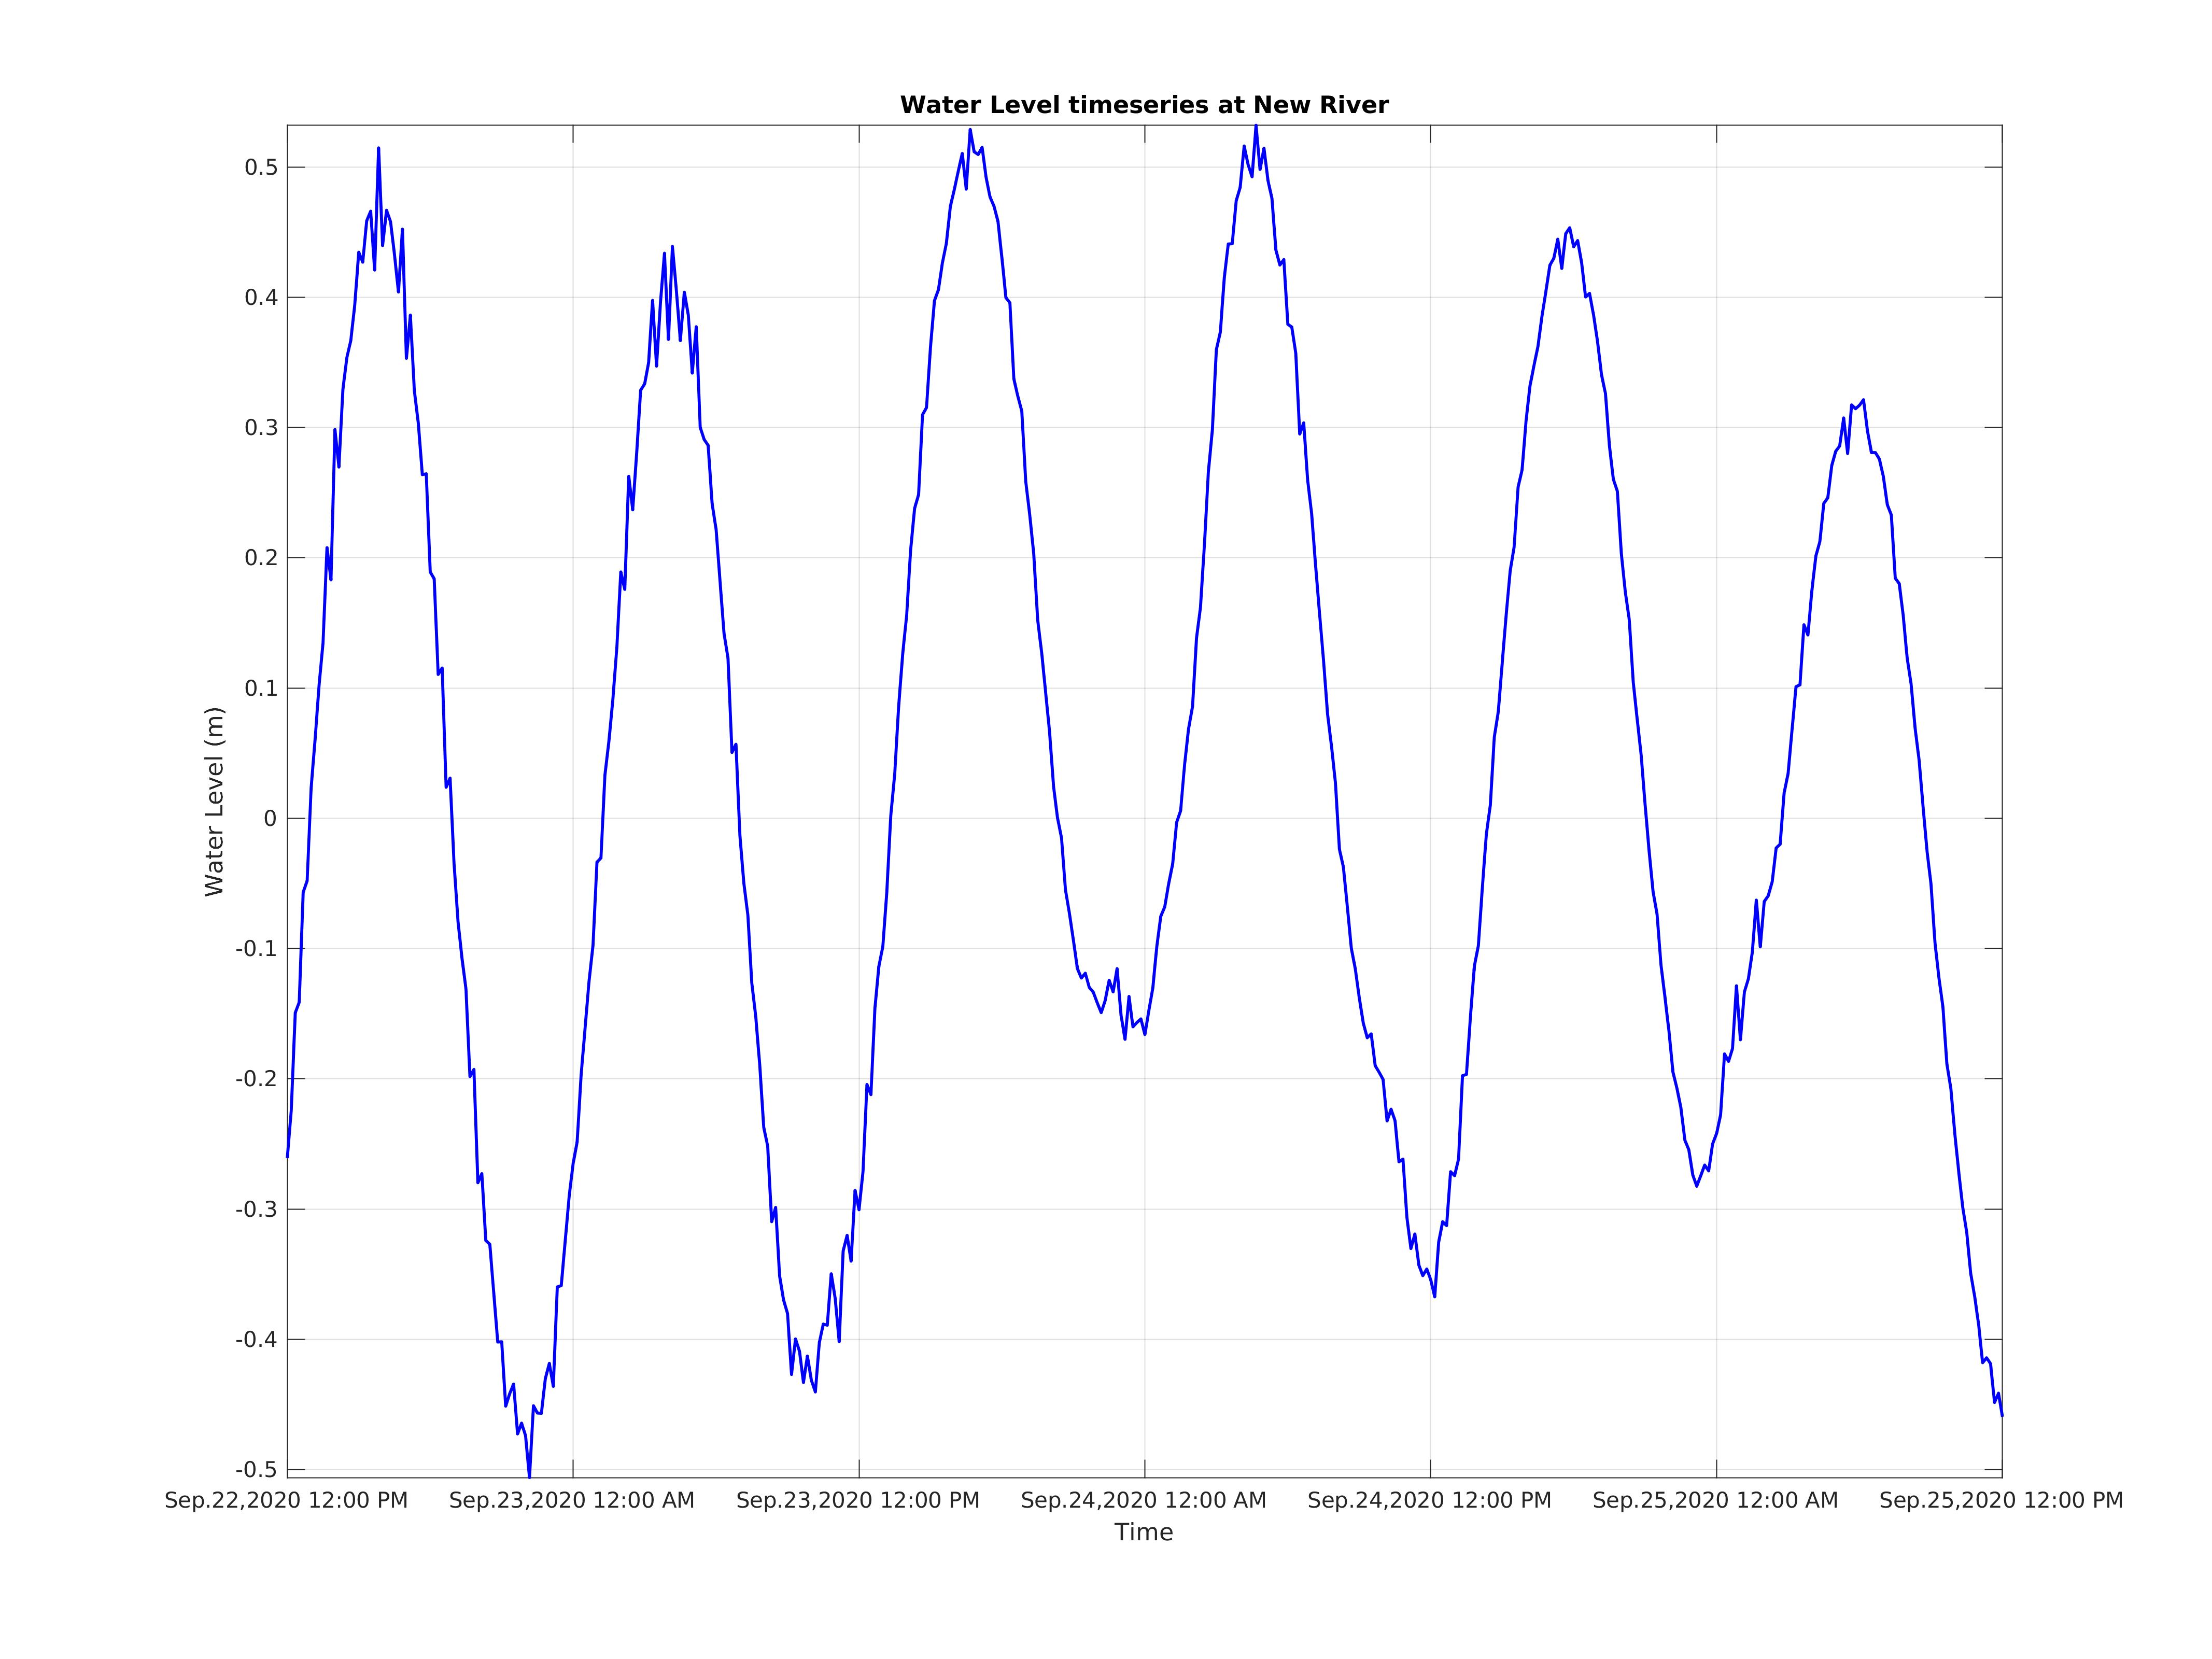 Water Level timeseries at New River
0.5
0.4
0.3
0.2
0.1
0
-0.1
-0.2
-0.3
-0.4
-0.5
Water Level (m)
Sep.22,2020 12:00 PM
Sep.23,2020 12:00 AM
Sep.23,2020 12:00 PM
Sep.24,2020 12:00 AM
Sep.24,2020 12:00 PM
Sep.25,2020 12:00 AM
Sep.25,2020 12:00 PM
Time